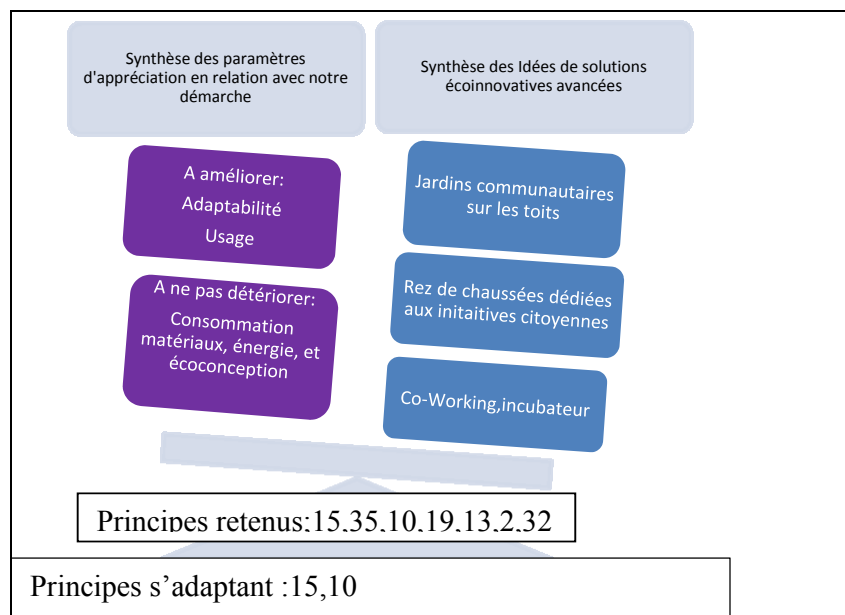 Synthèse des paramètres
d'appréciation en relation avec notre
démarche
Synthèse des Idées de solutions
écoinnovatives avancées
A améliorer:
Adaptabilité
Usage
A ne pas détériorer:
Consommation
matériaux, énergie, et
écoconception
Jardins communautaires
sur les toits
Rez de chaussées dédiées
aux initaitives citoyennes
Co-Working,incubateur
Principes retenus:15,35,10,19,13,2,32
Principes s'adaptant :15,10